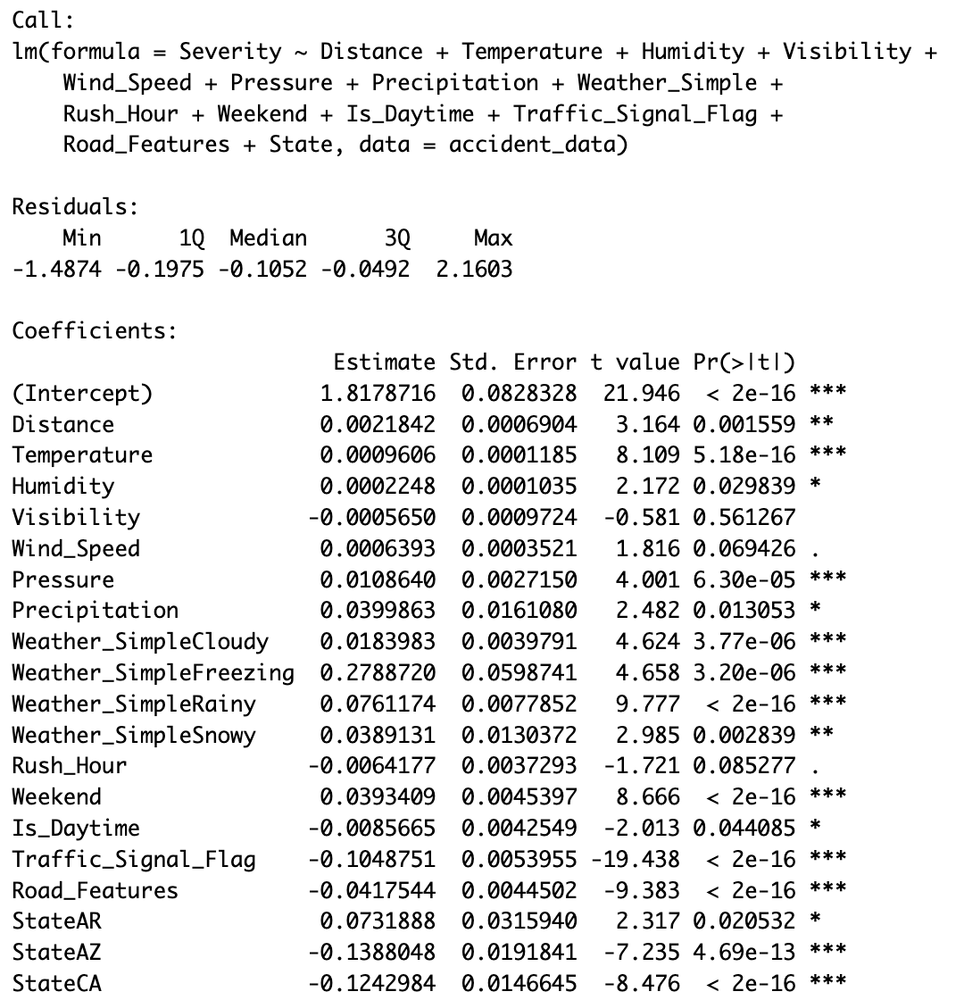 Call:
lm(formula = Severity ~ Distance + Temperature + Humidity + Visibility +
    Wind_Speed + Pressure + Precipitation + Weather_Simple +
    Rush_Hour + Weekend + Is_Daytime + Traffic_Signal_Flag +
    Road_Features + State, data = accident_data)

Residuals:
    Min      1Q  Median      3Q     Max
-1.4874 -0.1975 -0.1052 -0.0492  2.1603

Coefficients:
                         Estimate Std. Error t value Pr(>|t|)
(Intercept)             1.8178716  0.0828328  21.946  < 2e-16 ***
Distance                0.0021842  0.0006904   3.164 0.001559 **
Temperature             0.0009606  0.0001185   8.109 5.18e-16 ***
Humidity                0.0002248  0.0001035   2.172 0.029839 *
Visibility             -0.0005650  0.0009724  -0.581 0.561267
Wind_Speed              0.0006393  0.0003521   1.816 0.069426 .
Pressure                0.0108640  0.0027150   4.001 6.30e-05 ***
Precipitation           0.0399863  0.0161080   2.482 0.013053 *
Weather_SimpleCloudy    0.0183983  0.0039791   4.624 3.77e-06 ***
Weather_SimpleFreezing  0.2788720  0.0598741   4.658 3.20e-06 ***
Weather_SimpleRainy     0.0761174  0.0077852   9.777  < 2e-16 ***
Weather_SimpleSnowy     0.0389131  0.0130372   2.985 0.002839 **
Rush_Hour              -0.0064177  0.0037293  -1.721 0.085277 .
Weekend                 0.0393409  0.0045397   8.666  < 2e-16 ***
Is_Daytime             -0.0085665  0.0042549  -2.013 0.044085 *
Traffic_Signal_Flag    -0.1048751  0.0053955 -19.438  < 2e-16 ***
Road_Features          -0.0417544  0.0044502  -9.383  < 2e-16 ***
StateAR                 0.0731888  0.0315940   2.317 0.020532 *
StateAZ                -0.1388048  0.0191841  -7.235 4.69e-13 ***
StateCA                -0.1242984  0.0146645  -8.476  < 2e-16 ***